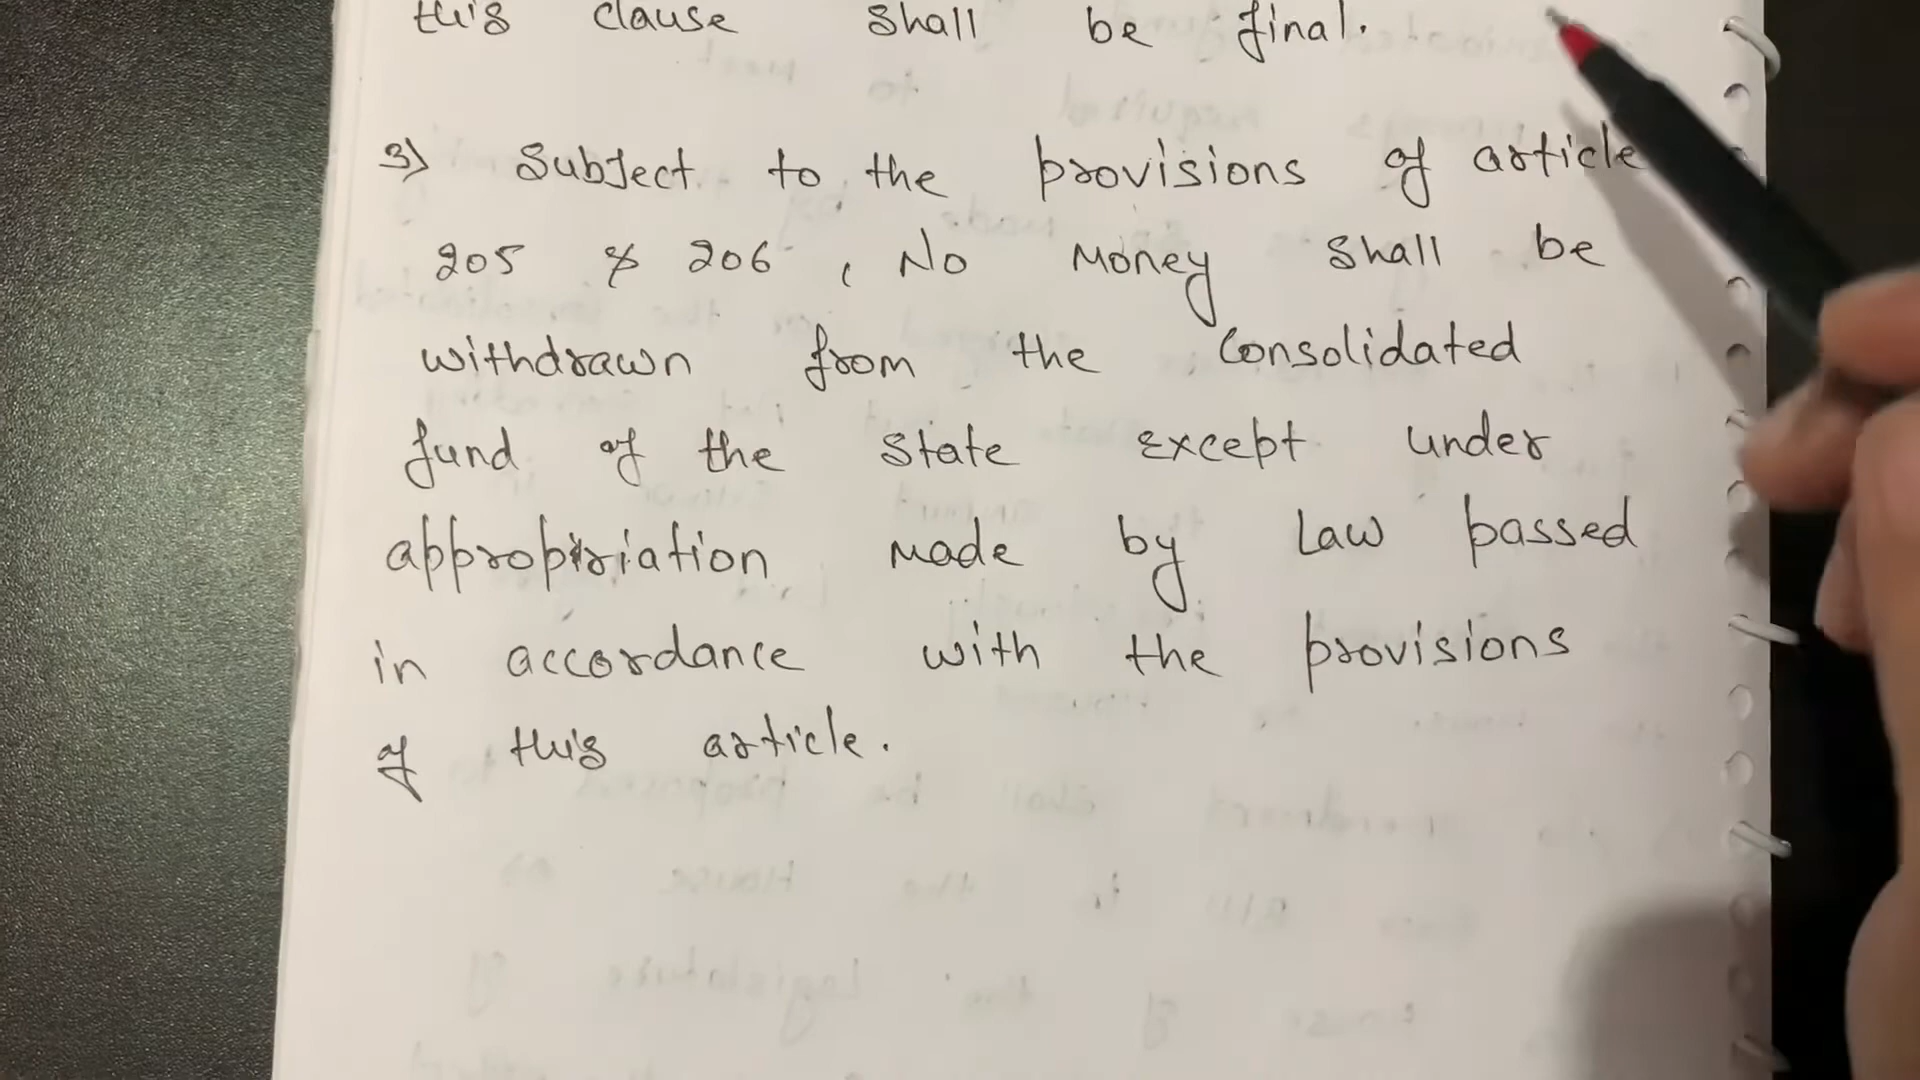 this clause shall be final.
3) Subject to the provisions of article
205 & 206, No Money shall be
withdrawn from the Consolidated
fund of the state except under
appropriation made by Law passed
in accordance with the provisions
of this article.